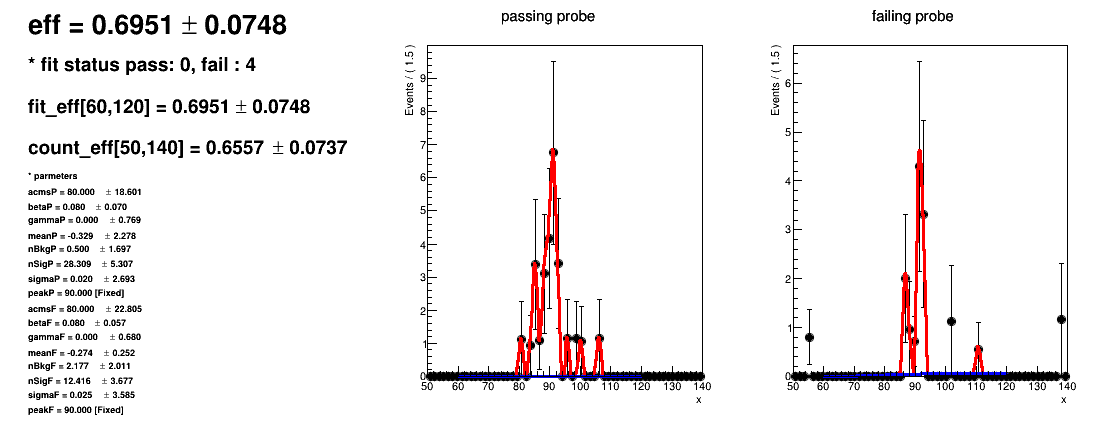 eff = 0.6951 ± 0.0748
* fit status pass: 0, fail : 4
fit_eff[60,120] = 0.6951 ± 0.0748
count_eff[50,140] = 0.6557 ± 0.0737
* parmeters
acmsP = 80.000 ± 18.601
betaP = 0.080 ± 0.070
gammaP = 0.000 ± 0.769
meanP = -0.329 ± 2.278
nBkgP = 0.500 ± 1.697
nSigP = 28.309 ± 5.307
sigmaP = 0.020 ± 2.693
peakP = 90.000 [Fixed]
acmsF = 80.000 ± 22.805
betaF = 0.080 ± 0.057
gammaF = 0.000 ± 0.680
meanF = -0.274 ± 0.252
nBkgF = 2.177 ± 2.011
nSigF = 12.416 ± 3.677
sigmaF = 0.025 ± 3.585
peakF = 90.000 [Fixed]
passing probe
Events / ( 1.5 )
9
8
7
6
5
4
3
2
1
0
50 60 70 80 90 100 110 120 130 140
x
failing probe
Events / ( 1.5 )
6
5
4
3
2
1
0
50 60 70 80 90 100 110 120 130 140
x